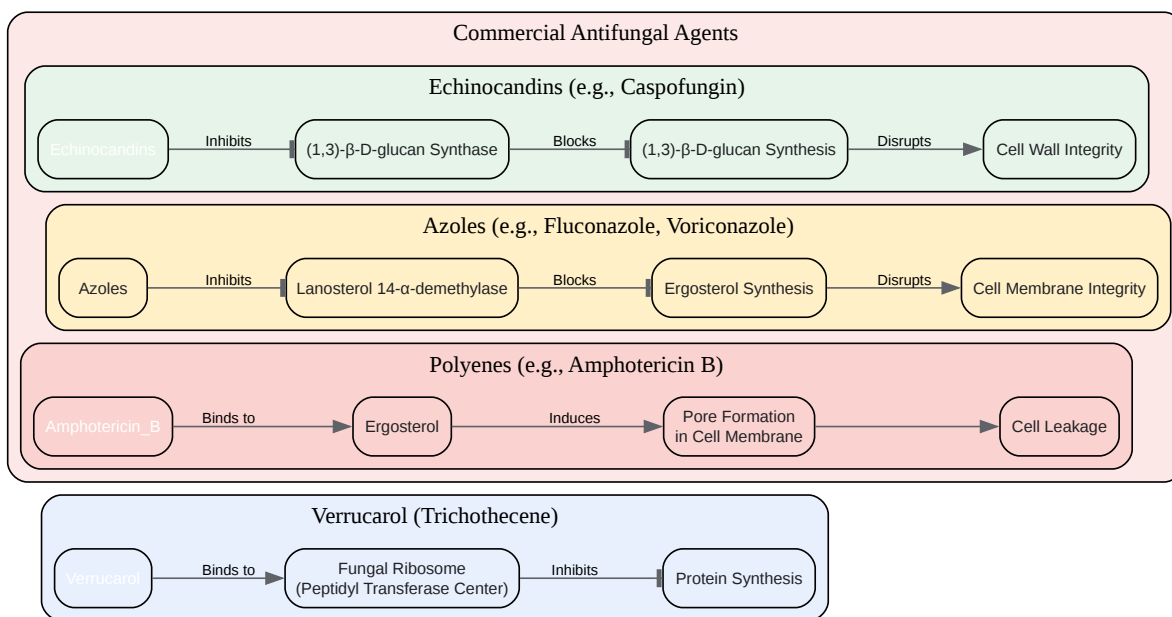 Commercial Antifungal Agents
Echinocandins (e.g., Caspofungin)
Echinocandins
Inhibits
(1,3)-β-D-glucan Synthase
Blocks
(1,3)-β-D-glucan Synthesis
Disrupts
Cell Wall Integrity
Azoles (e.g., Fluconazole, Voriconazole)
Azoles
Inhibits
Lanosterol 14-α-demethylase
Blocks
Ergosterol Synthesis
Disrupts
Cell Membrane Integrity
Polyenes (e.g., Amphotericin B)
Amphotericin_B
Binds to
Ergosterol
Induces
Pore Formation
in Cell Membrane
Cell Leakage
Verrucarol (Trichothecene)
Verrucarol
Binds to
Fungal Ribosome
(Peptidyl Transferase Center)
Inhibits
Protein Synthesis